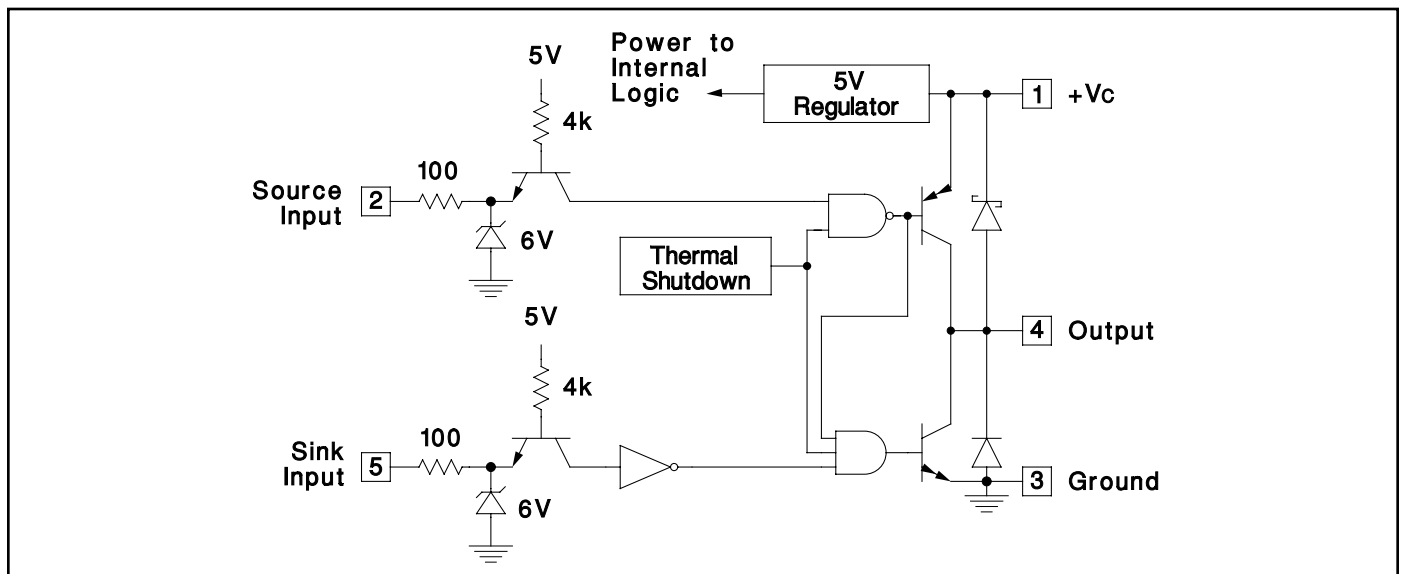 Power to
Internal
Logic
5V
Regulator
1 +Vc
5V
4k
100
Source
Input
2
6V
Thermal
Shutdown
5V
4k
4 Output
100
Sink
Input
5
6V
3 Ground